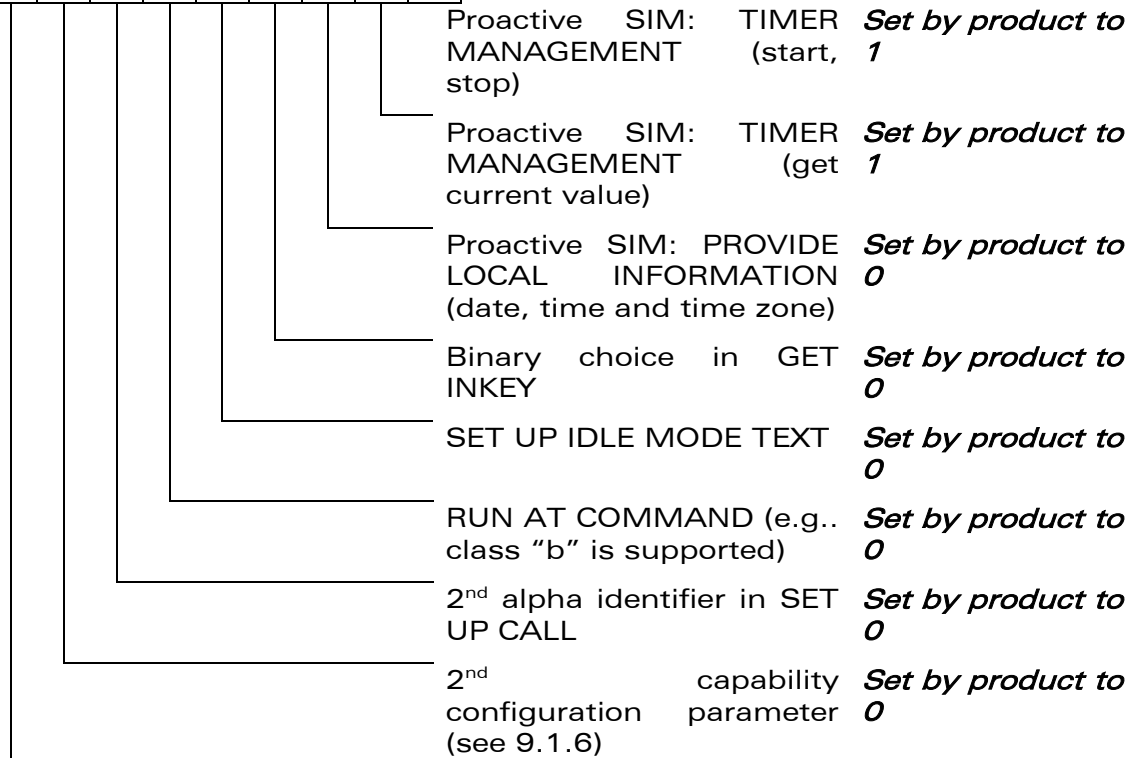 Proactive SIM: TIMER Set by product to
MANAGEMENT (start, 1
stop)
Proactive SIM: TIMER Set by product to
MANAGEMENT (get 1
current value)
Proactive SIM: PROVIDE Set by product to
LOCAL INFORMATION 0
(date, time and time zone)
Binary choice in GET Set by product to
INKEY 0
SET UP IDLE MODE TEXT Set by product to
0
RUN AT COMMAND (e.g.. Set by product to
class “b” is supported) 0
2nd alpha identifier in SET Set by product to
UP CALL 0
2nd capability Set by product to
configuration parameter 0
(see 9.1.6)